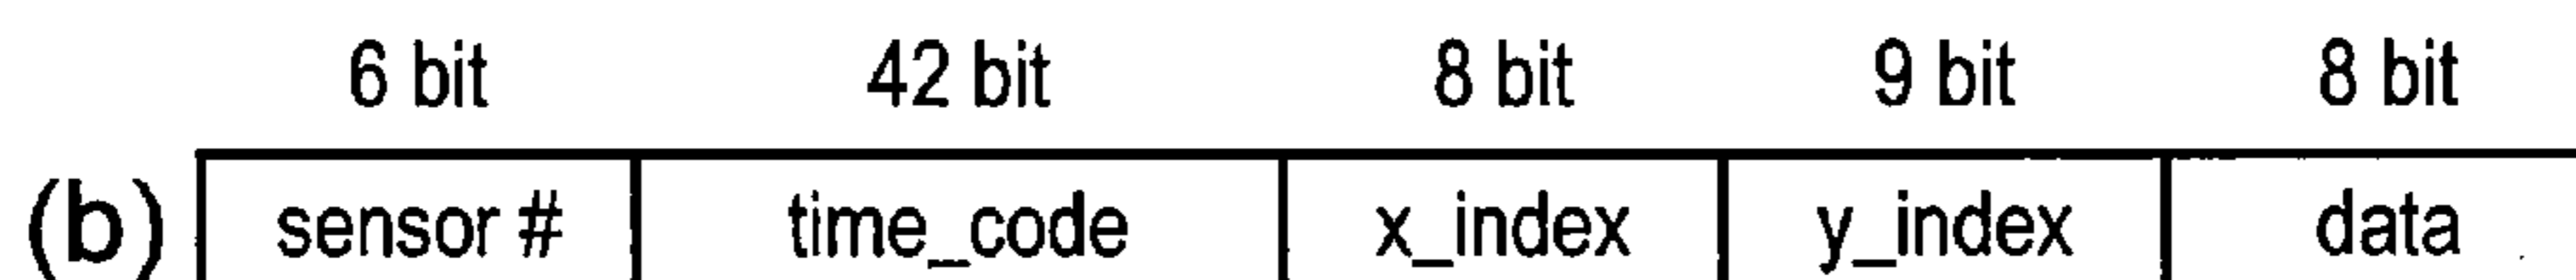 6 bit 42 bit 8 bit 9 bit 8 bit
(b) sensor # time_code x_index y_index data